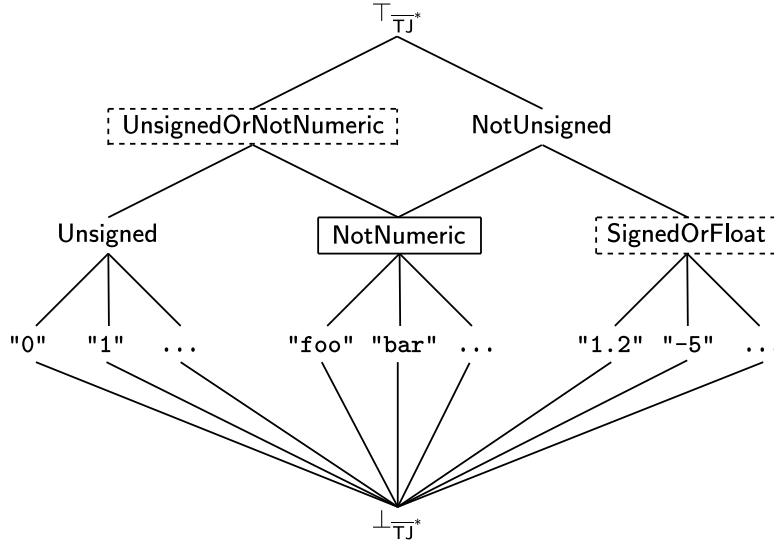 ⊤TJ*
UnsignedOrNotNumeric NotUnsigned
Unsigned NotNumeric SignedOrFloat
"0" "1" ... "foo" "bar" ... "1.2" "-5" ...
⊥TJ*